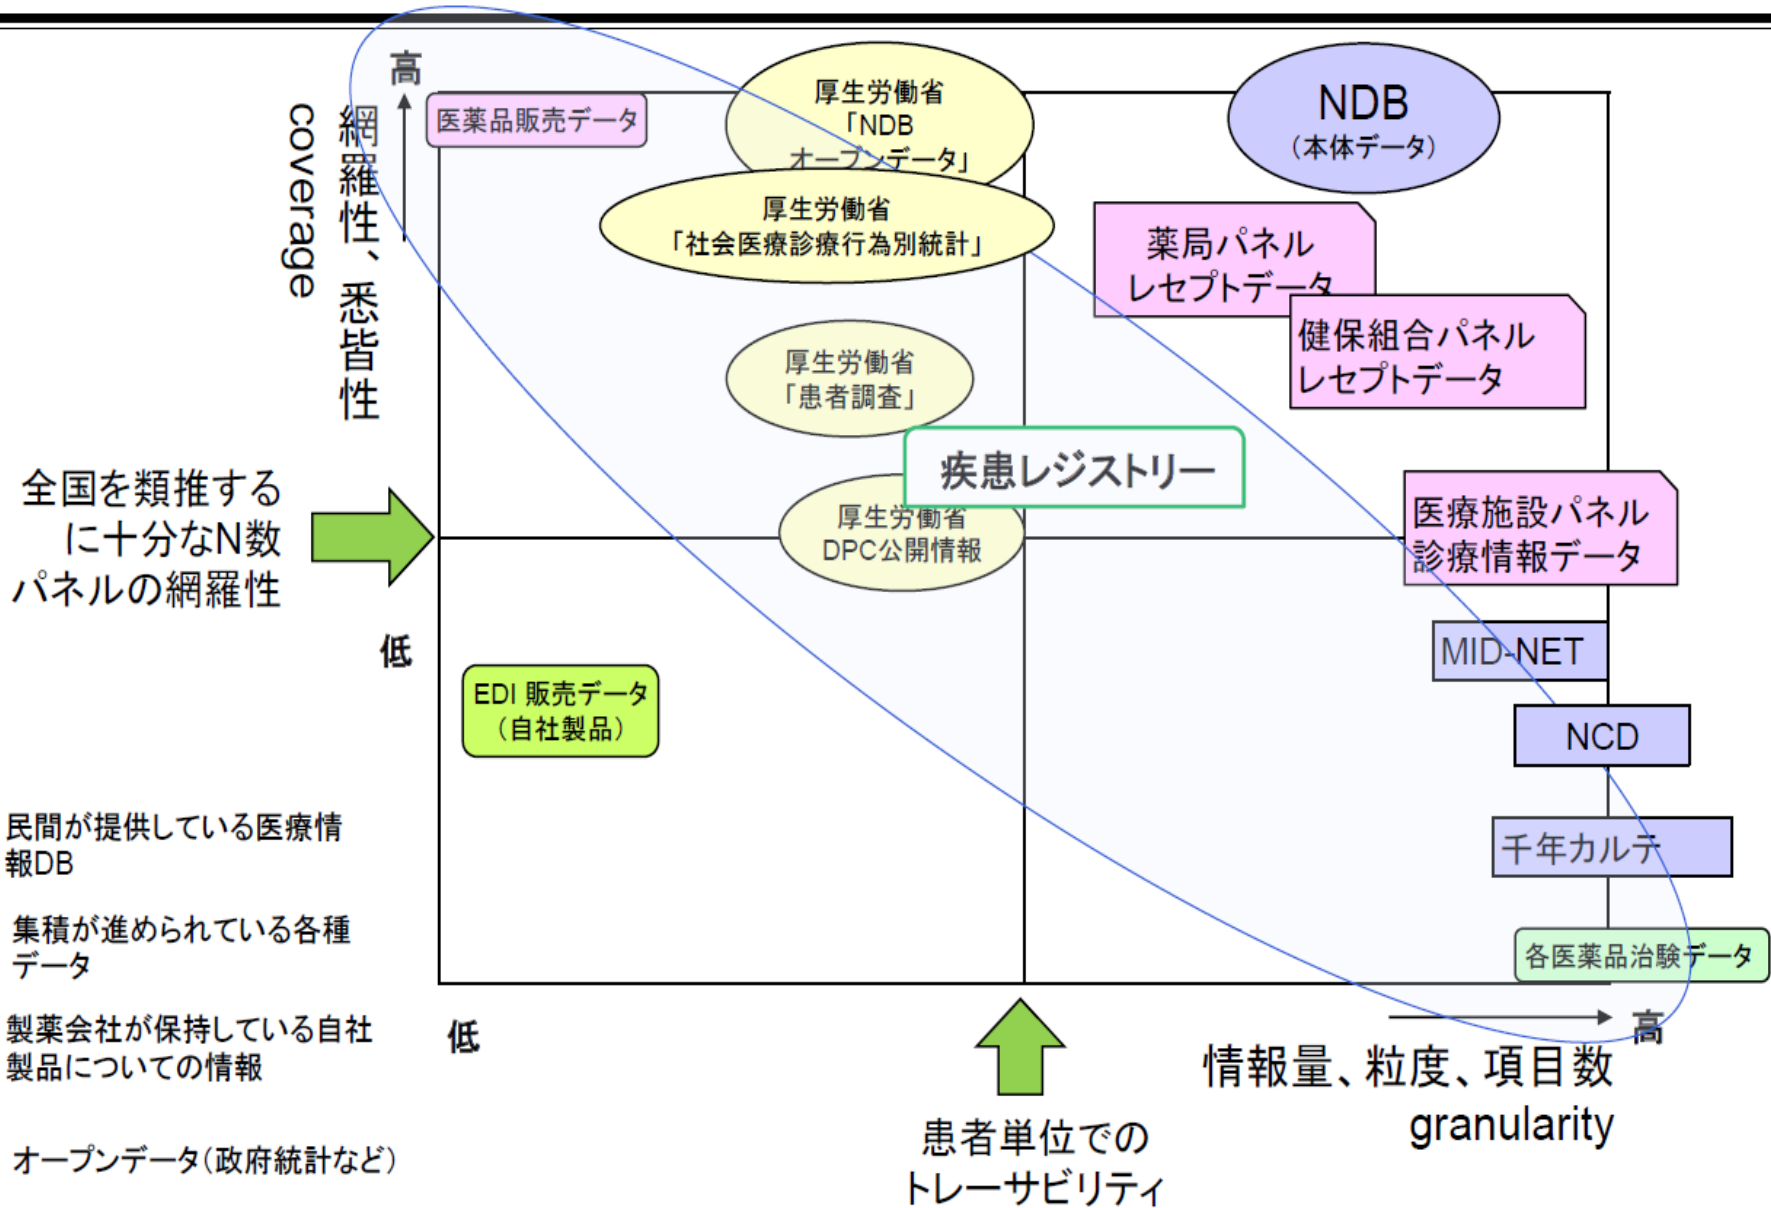 高
網羅性、悉皆性
coverage
医薬品販売データ
厚生労働省
「NDB
オープンデータ」
厚生労働省
「社会医療診療行為別統計」
NDB
（本体データ）
薬局パネル
レセプトデータ
健保組合パネル
レセプトデータ
厚生労働省
「患者調査」
疾患レジストリー
厚生労働省
DPC公開情報
医療施設パネル
診療情報データ
全国を類推する
に十分なN数
パネルの網羅性
低
MID-NET
EDI 販売データ
（自社製品）
NCD
千年カルテ
各医薬品治験データ
民間が提供している医療情
報DB
集積が進められている各種
データ
製薬会社が保持している自社
製品についての情報
オープンデータ（政府統計など）
低
高
情報量、粒度、項目数
granularity
患者単位での
トレーサビリティ